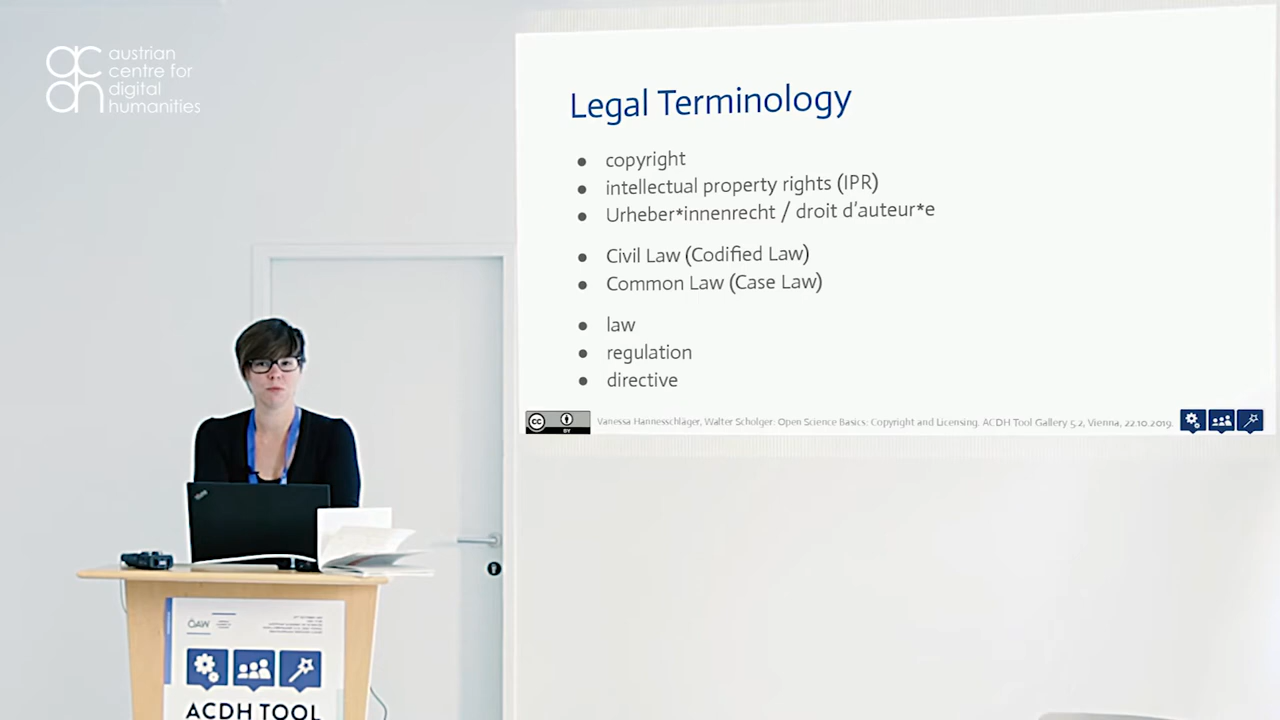 austrian
centre for
digital
humanities
Legal Terminology
● copyright
● intellectual property rights (IPR)
● Urheber*innenrecht / droit d'auteur*e
● Civil Law (Codified Law)
● Common Law (Case Law)
● law
● regulation
● directive
cc BY
Vanessa Hannesschläger, Walter Scholger: Open Science Basics: Copyright and Licensing. ACDH Tool Gallery 5.2, Vienna, 22.10.2019.
ÖAW
ACDH TOOL